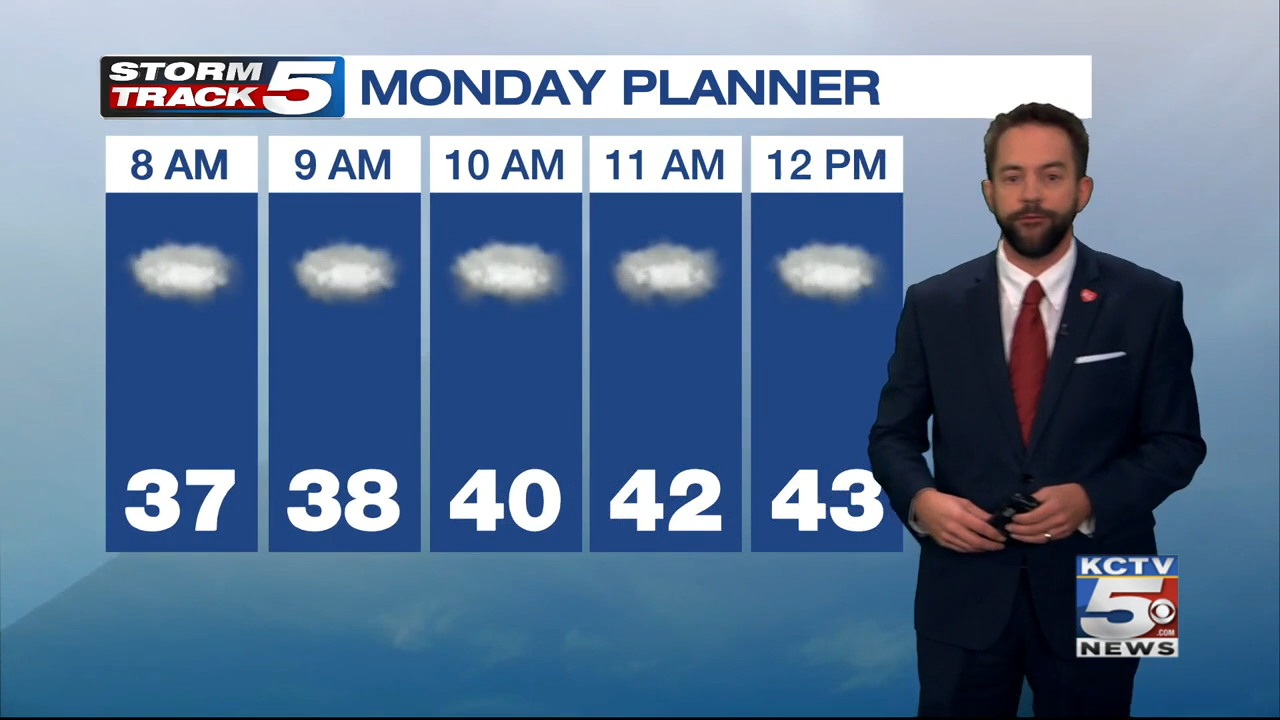 STORM
TRACK 5
MONDAY PLANNER
8 AM 9 AM 10 AM 11 AM 12 PM
37 38 40 42 43
KCTV
5
.COM
NEWS